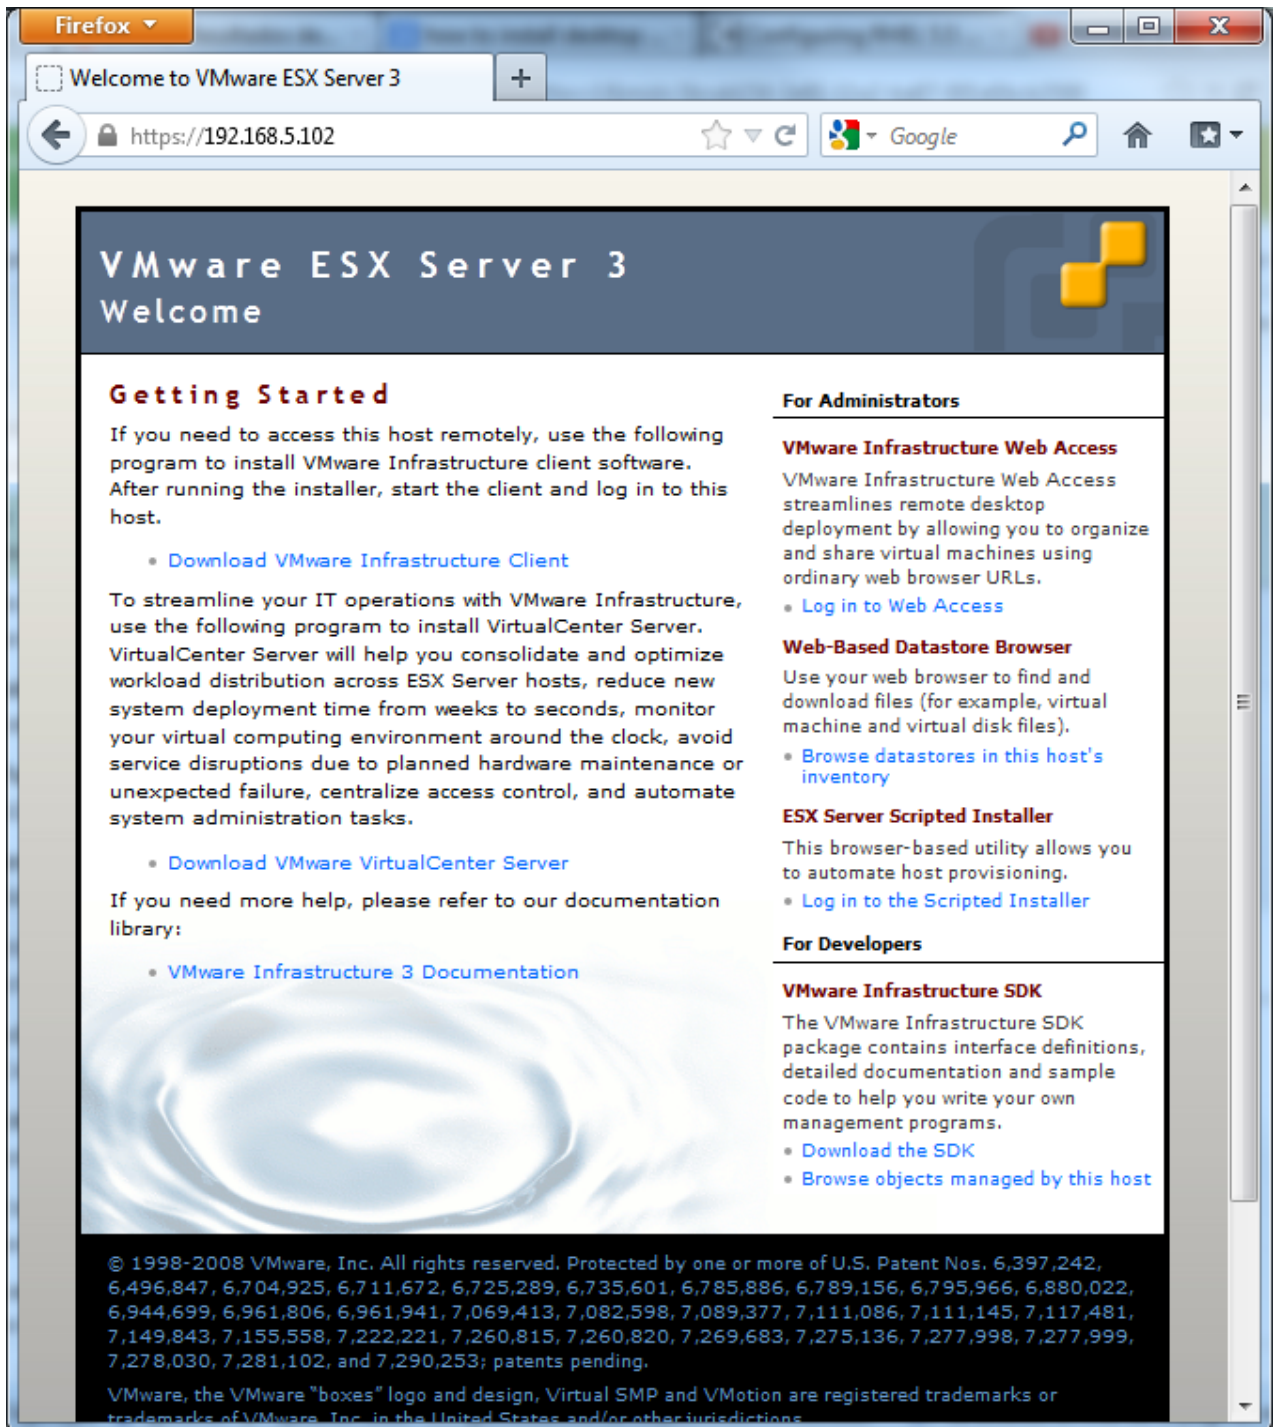 Firefox
Welcome to VMware ESX Server 3
https://192.168.5.102
Google
VMware ESX Server 3
Welcome
Getting Started
If you need to access this host remotely, use the following
program to install VMware Infrastructure client software.
After running the installer, start the client and log in to this
host.
Download VMware Infrastructure Client
To streamline your IT operations with VMware Infrastructure,
use the following program to install VirtualCenter Server.
VirtualCenter Server will help you consolidate and optimize
workload distribution across ESX Server hosts, reduce new
system deployment time from weeks to seconds, monitor
your virtual computing environment around the clock, avoid
service disruptions due to planned hardware maintenance or
unexpected failure, centralize access control, and automate
system administration tasks.
Download VMware VirtualCenter Server
If you need more help, please refer to our documentation
library:
VMware Infrastructure 3 Documentation
For Administrators
VMware Infrastructure Web Access
VMware Infrastructure Web Access
streamlines remote desktop
deployment by allowing you to organize
and share virtual machines using
ordinary web browser URLs.
Log in to Web Access
Web-Based Datastore Browser
Use your web browser to find and
download files (for example, virtual
machine and virtual disk files).
Browse datastores in this host's
inventory
ESX Server Scripted Installer
This browser-based utility allows you
to automate host provisioning.
Log in to the Scripted Installer
For Developers
VMware Infrastructure SDK
The VMware Infrastructure SDK
package contains interface definitions,
detailed documentation and sample
code to help you write your own
management programs.
Download the SDK
Browse objects managed by this host
© 1998-2008 VMware, Inc. All rights reserved. Protected by one or more of U.S. Patent Nos. 6,397,242,
6,496,847, 6,704,925, 6,711,672, 6,725,289, 6,735,601, 6,785,886, 6,789,156, 6,795,966, 6,880,022,
6,944,699, 6,961,806, 6,961,941, 7,069,413, 7,082,598, 7,089,377, 7,111,086, 7,111,145, 7,117,481,
7,149,843, 7,155,558, 7,222,221, 7,260,815, 7,260,820, 7,269,683, 7,275,136, 7,277,998, 7,277,999,
7,278,030, 7,281,102, and 7,290,253; patents pending.
VMware, the VMware “boxes” logo and design, Virtual SMP and VMotion are registered trademarks or
trademarks of VMware, Inc. in the United States and/or other jurisdictions